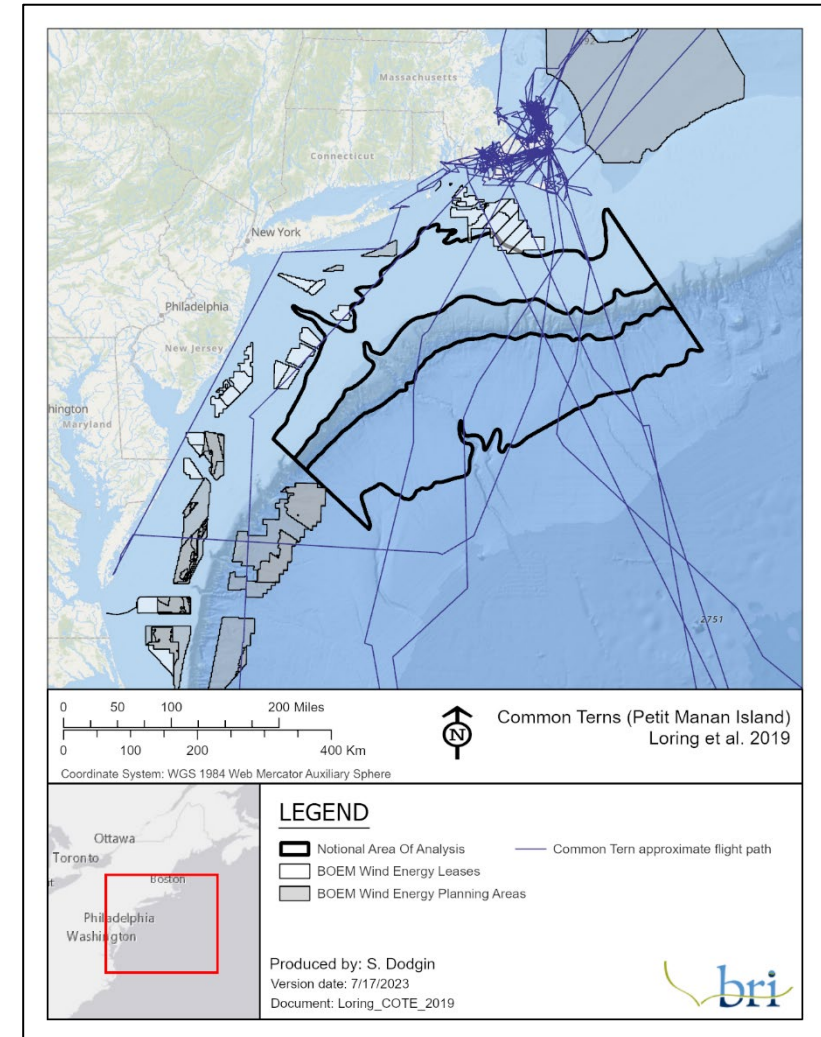 92
Massachusetts
Connecticut
New York
Philadelphia
New Jersey
hington
Maryland
2751
0 50 100 200 Miles
0 100 200 400 Km
Coordinate System: WGS 1984 Web Mercator Auxiliary Sphere
N
Common Terns (Petit Manan Island)
Loring et al. 2019
Ottawa
Toronto
Boston
Philadelphia
Washington
LEGEND
Notional Area Of Analysis
Common Tern approximate flight path
BOEM Wind Energy Leases
BOEM Wind Energy Planning Areas
Produced by: S. Dodgin
Version date: 7/17/2023
Document: Loring_COTE_2019
bri